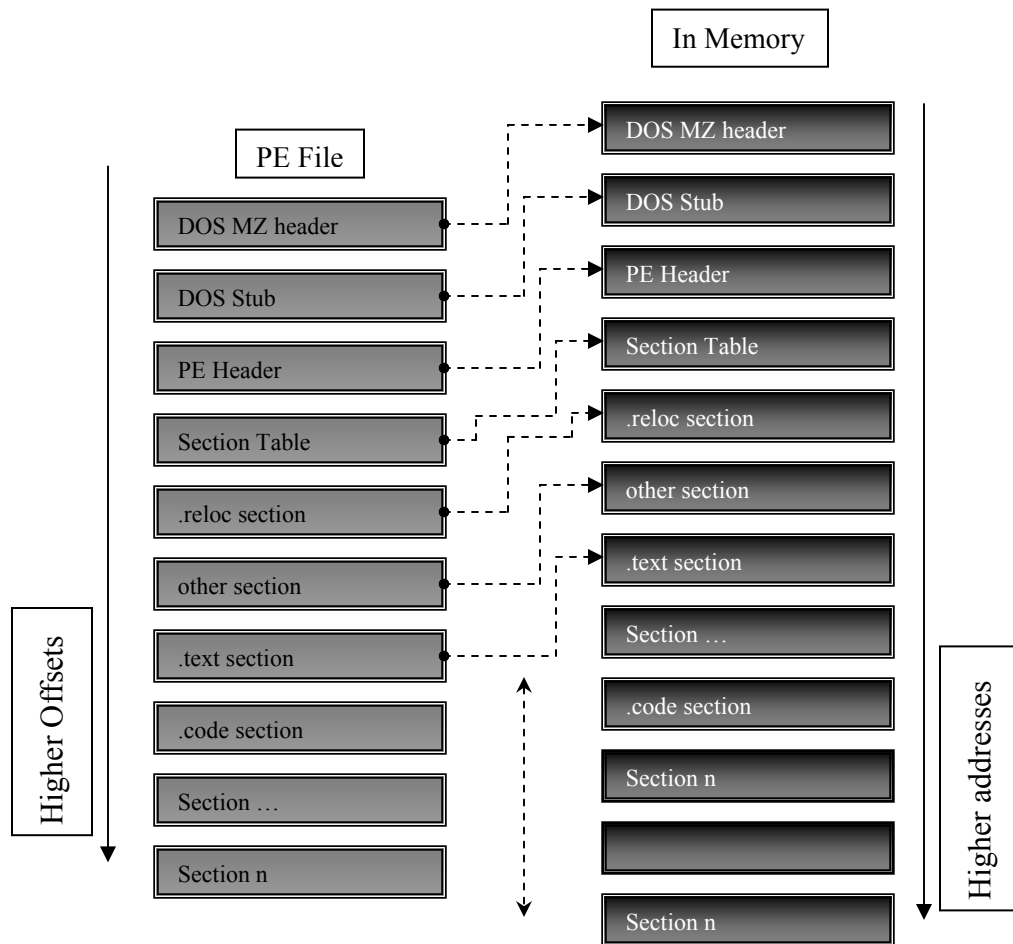 In Memory
PE File
DOS MZ header
DOS Stub
PE Header
Section Table
.reloc section
other section
.text section
.code section
Section …
Section n
Higher Offsets
DOS MZ header
DOS Stub
PE Header
Section Table
.reloc section
other section
.text section
Section …
.code section
Section n
Section n
Higher addresses